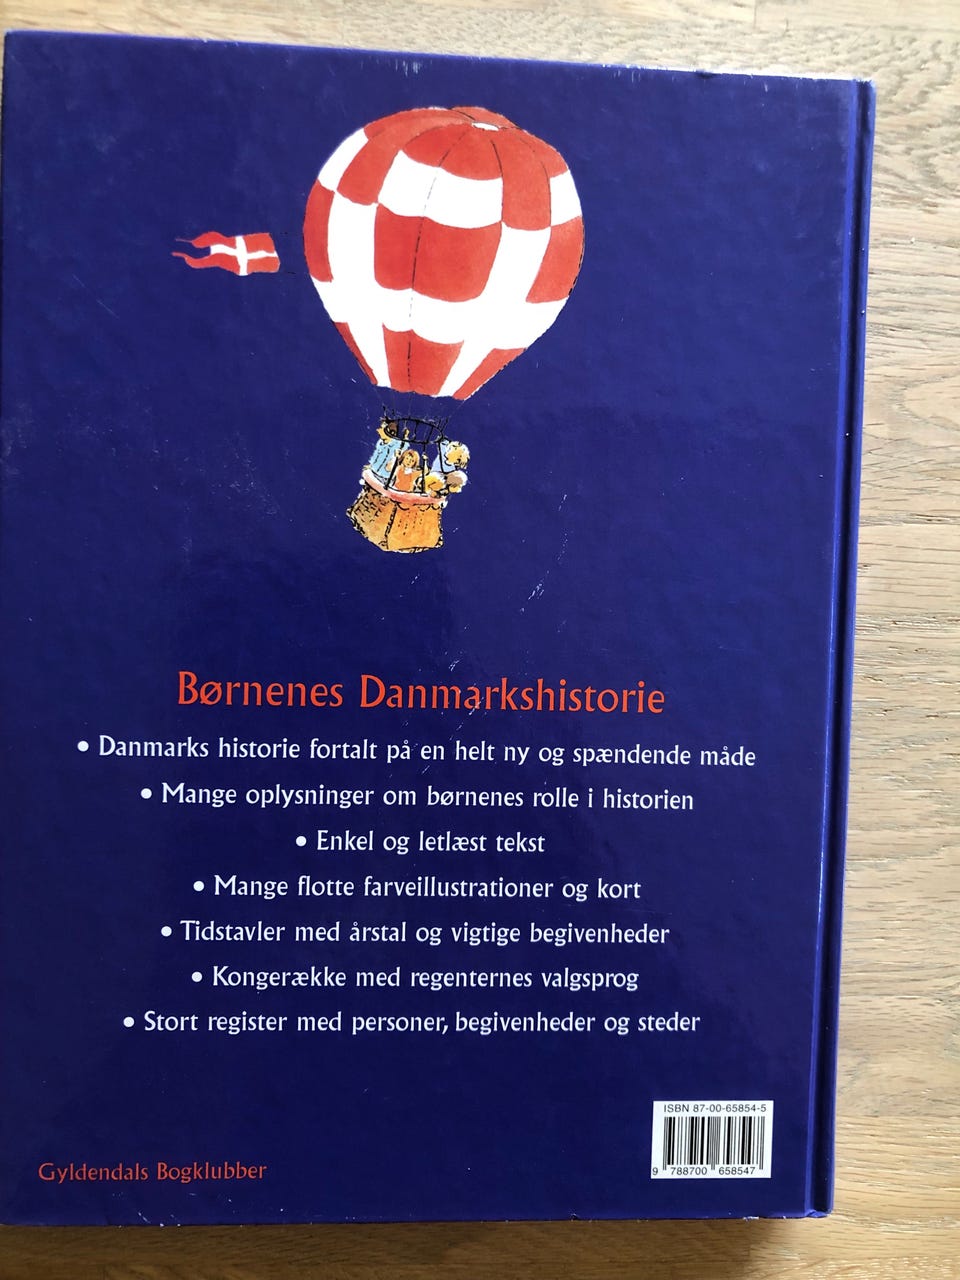 Børnenes Danmarkshistorie
• Danmarks historie fortalt på en helt ny og spændende måde
• Mange oplysninger om børnenes rolle i historien
• Enkel og letlæst tekst
• Mange flotte farveillustrationer og kort
• Tidstavler med årstal og vigtige begivenheder
• Kongerække med regenternes valgsprog
• Stort register med personer, begivenheder og steder
ISBN 87-00-65854-5
9 788700 658547
Gyldendals Bogklubber